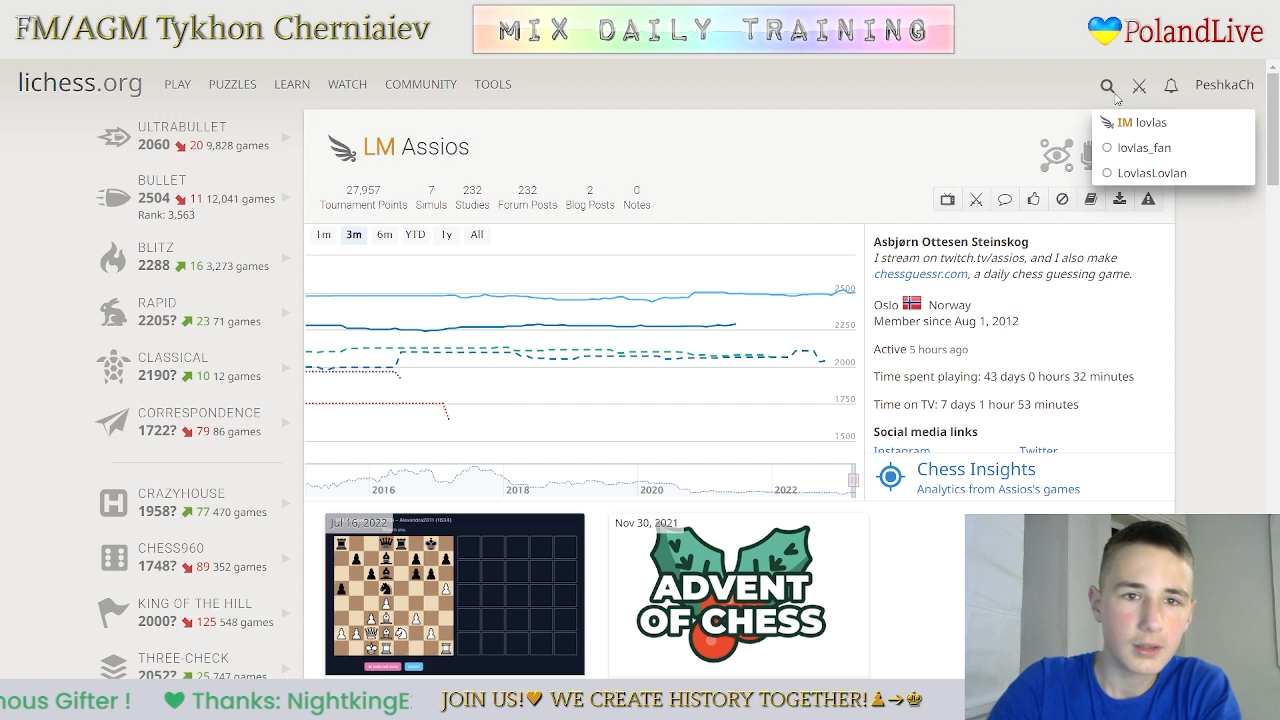 FM/AGM Tykhon Cherniaiev
MIX DAILY TRAINING
PolandLive
lichess.org
PLAY PUZZLES LEARN WATCH COMMUNITY TOOLS
PeshkaCh
IM lovlas
lovlas_fan
LovlasLovlan
ULTRABULLET
2060 20 9,828 games
BULLET
2504 11 12,041 games
Rank: 3,563
BLITZ
2288 16 3,273 games
RAPID
2205? 23 71 games
CLASSICAL
2190? 10 12 games
CORRESPONDENCE
1722? 79 86 games
CRAZYHOUSE
1958? 77 470 games
CHESS960
1748? 89 352 games
KING OF THE HILL
2000? 125 548 games
THREE-CHECK
2052? 25 747 games
LM Assios
27,957 7 232 232 2 0
Tournament Points Simuls Studies Forum Posts Blog Posts Notes
1m 3m 6m YTD 1y All
2500
2250
2000
1750
1500
2016 2018 2020 2022
Asbjørn Ottesen Steinskog
I stream on twitch.tv/assios, and I also make
chessguessr.com, a daily chess guessing game.
Oslo Norway
Member since Aug 1, 2012
Active 5 hours ago
Time spent playing: 43 days 0 hours 32 minutes
Time on TV: 7 days 1 hour 53 minutes
Social media links
Instagram Twitter
Chess Insights
Analytics from Assios's games
Jul 16, 2022
Alexandra2011 (1634)
Nov 30, 2021
ADVENT
OF CHESS
nous Gifter ! Thanks: NightkingE
JOIN US! WE CREATE HISTORY TOGETHER!